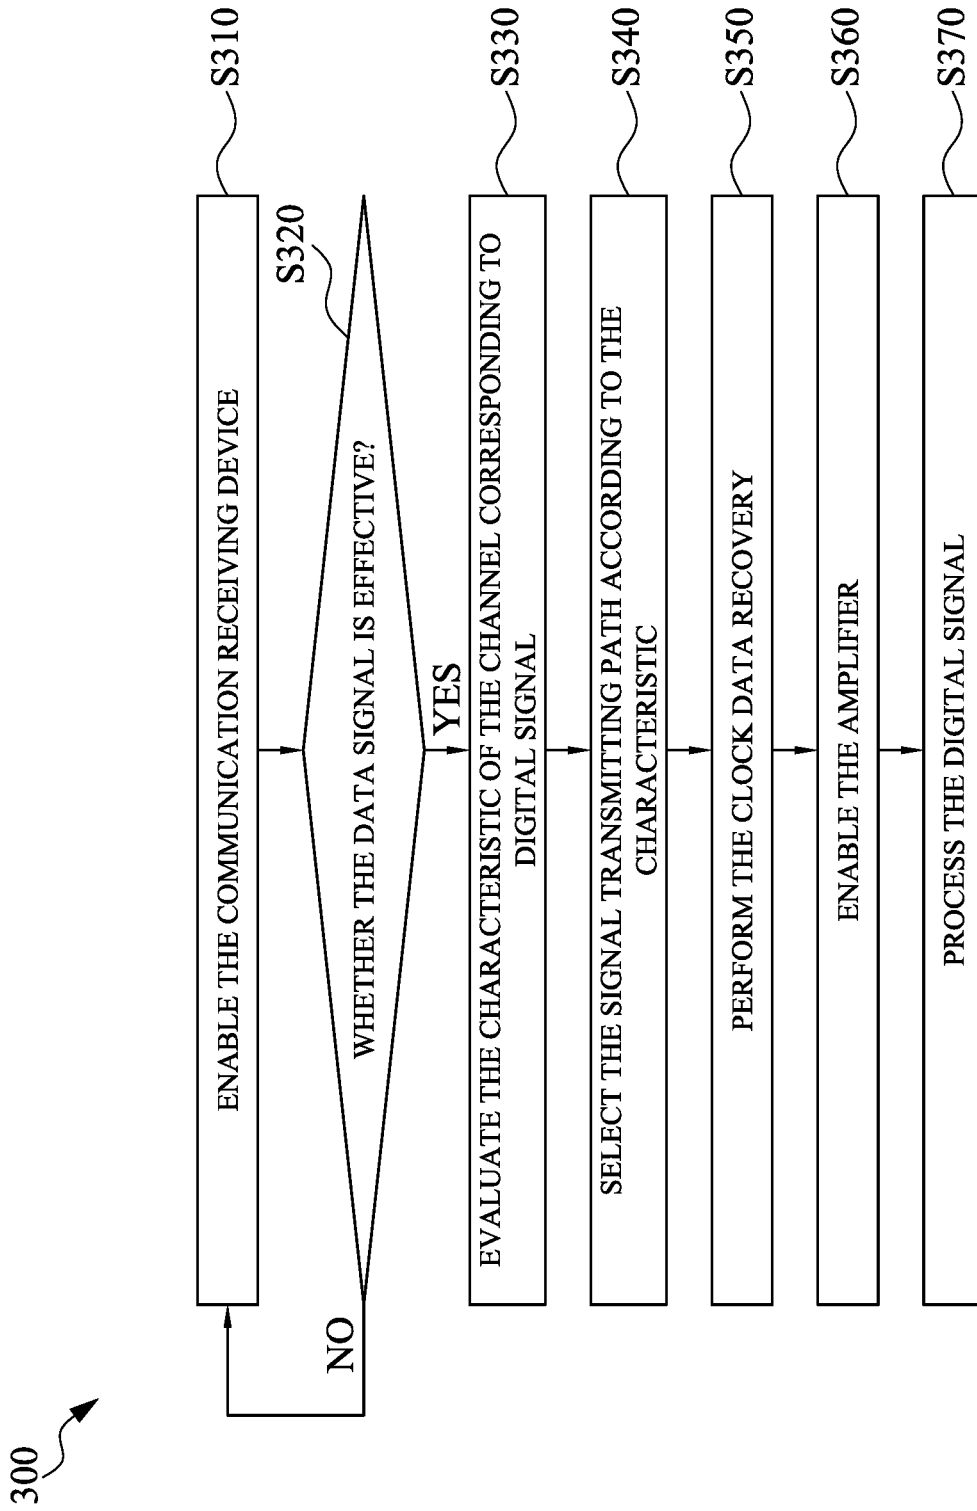 300
ENABLE THE COMMUNICATION RECEIVING DEVICE
S310
WHETHER THE DATA SIGNAL IS EFFECTIVE?
S320
NO
YES
EVALUATE THE CHARACTERISTIC OF THE CHANNEL CORRESPONDING TO
DIGITAL SIGNAL
S330
SELECT THE SIGNAL TRANSMITTING PATH ACCORDING TO THE
CHARACTERISTIC
S340
PERFORM THE CLOCK DATA RECOVERY
S350
ENABLE THE AMPLIFIER
S360
PROCESS THE DIGITAL SIGNAL
S370